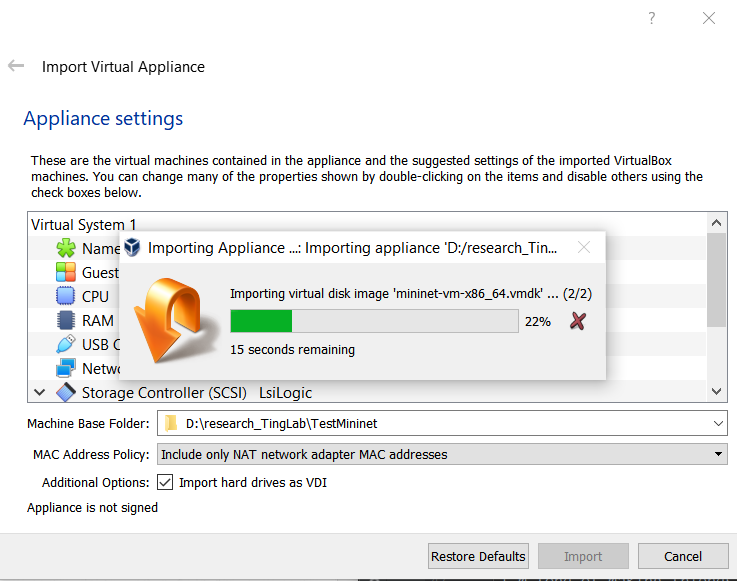 ?
Import Virtual Appliance
Appliance settings
These are the virtual machines contained in the appliance and the suggested settings of the imported VirtualBox
machines. You can change many of the properties shown by double-clicking on the items and disable others using the
check boxes below.
Virtual System 1
Name
Importing Appliance ...: Importing appliance 'D:/research_Tin...
Guest
Importing virtual disk image 'mininet-vm-x86_64.vmdk' ... (2/2)
CPU
RAM
22%
USB C
15 seconds remaining
Netwo
Storage Controller (SCSI) LsiLogic
Machine Base Folder: D:\research_TingLab\TestMininet
MAC Address Policy: Include only NAT network adapter MAC addresses
Additional Options: Import hard drives as VDI
Appliance is not signed
Restore Defaults Import Cancel